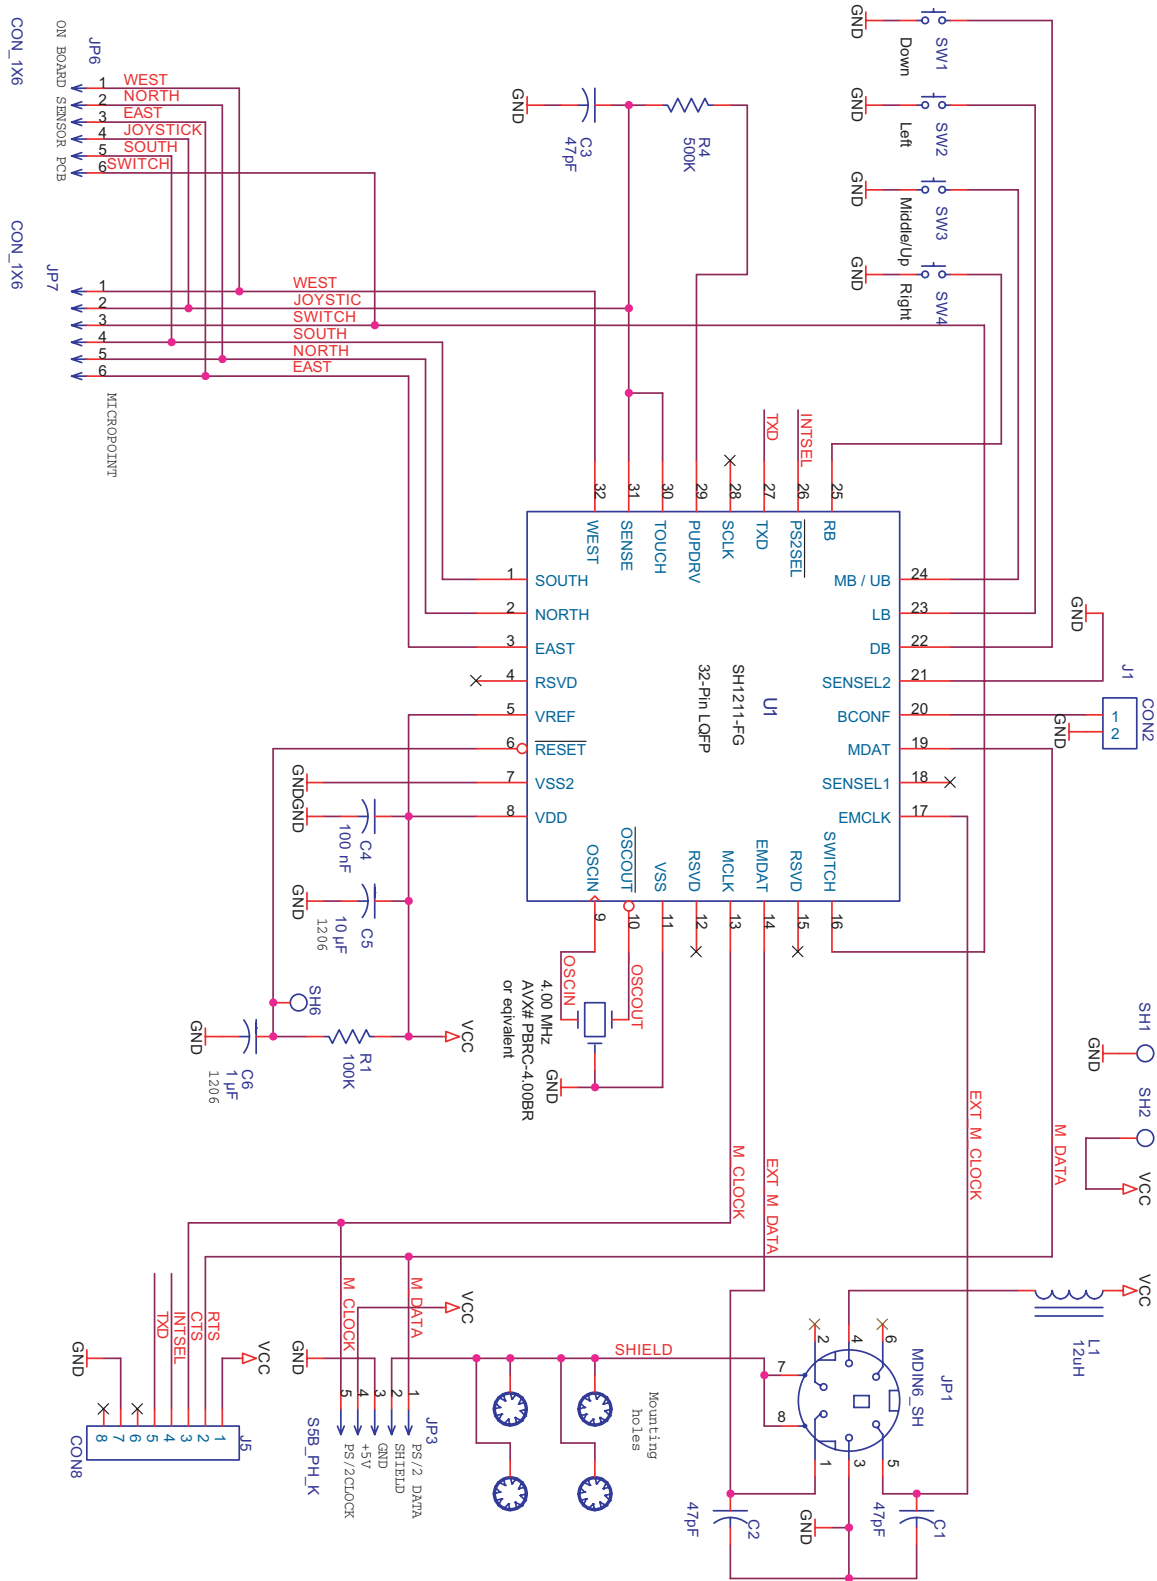 GND
SW1
Down
GND
SW2
Left
GND
SW3
Middle/Up
GND
SW4
Right
CON_1X6
JP6
ON BOARD SENSOR PCB
1 WEST
2 NORTH
3 EAST
4 JOYSTICK
5 SOUTH
6 SWITCH
GND
C3
47pF
R4
500K
CON_1X6
JP7
1 WEST
2 JOYSTIC
3 SWITCH
4 SOUTH
5 NORTH
6 EAST
MICROPOINT
TXD
INTSEL
32
31
30
29
28
27
26
25
WEST
SENSE
TOUCH
PUPDRV
SCLK
TXD
PS2SEL
RB
1 SOUTH
2 NORTH
3 EAST
4 RSVD
5 VREF
6 RESET
7 VSS2
8 VDD
MB / UB 24
LB 23
DB 22
SENSEL2 21
BCONF 20
MDAT 19
SENSEL1 18
EMCLK 17
U1
SH1211-FG
32-Pin LQFP
OSCIN
OSCOUT
VSS
RSVD
MCLK
EMDAT
RSVD
SWITCH
9
10
11
12
13
14
15
16
GND
J1
CON2
1
2
GND
GND
GND
C4
100 nF
GND
C5
10 µF
1206
SH6
GND
C6
1 µF
1206
R1
100K
VCC
OSCIN
OSCOUT
4.00 MHz
AVX# PBRC-4.00BR
or eqivalent
GND
SH1
GND
SH2
VCC
M DATA
EXT M CLOCK
EXT M DATA
M CLOCK
VCC
L1
12uH
M CLOCK
M DATA
VCC
RTS
CTS
INTSEL
TXD
VCC
GND
GND
SHIELD
1
2
3
4
5
6
7
8
J5
CON8
1
2
3
4
5
JP3
S5B_PH_K
PS/2 DATA
SHIELD
GND
+5V
PS/2CLOCK
Mounting
holes
JP1
MDIN6_SH
2
4
6
7
8
1
3
5
C2
47pF
GND
C1
47pF